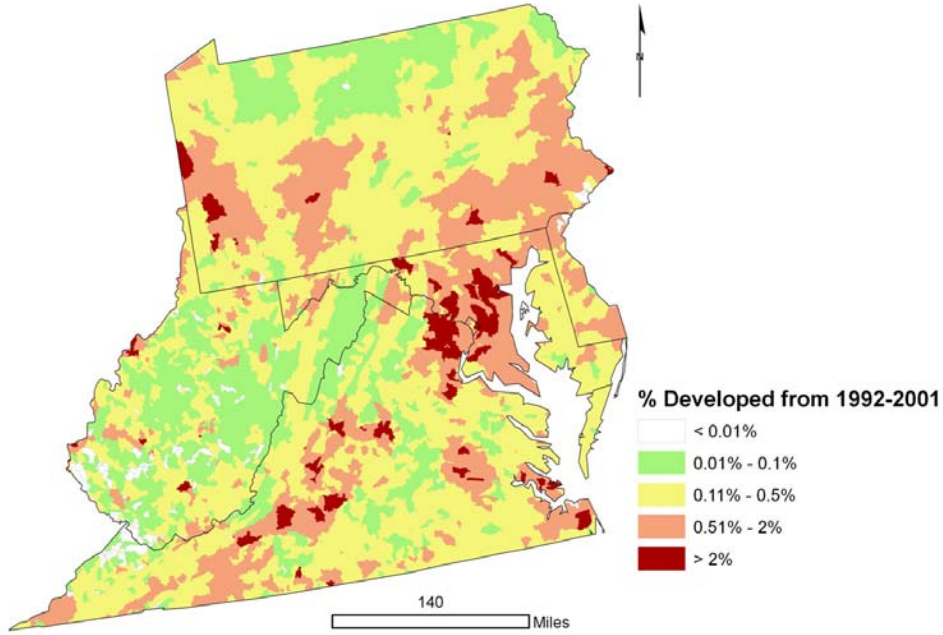 N
% Developed from 1992-2001
< 0.01%
0.01% - 0.1%
0.11% - 0.5%
0.51% - 2%
> 2%
140
Miles